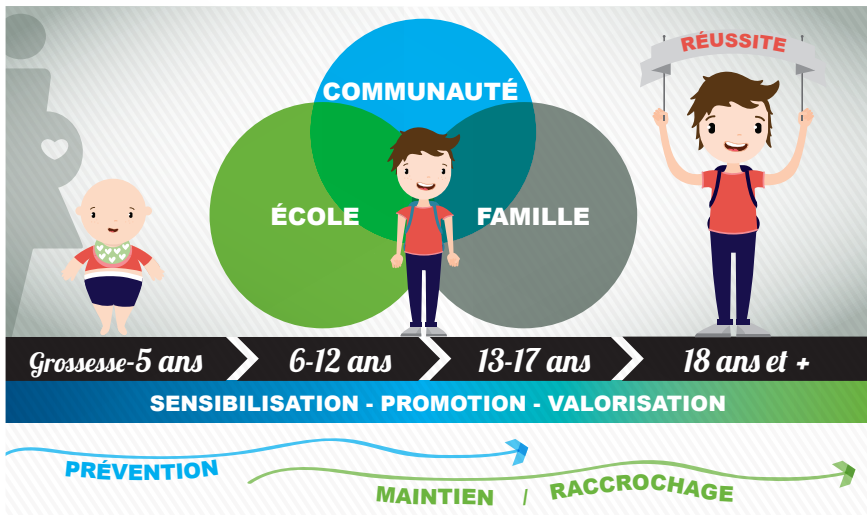 RÉUSSITE
COMMUNAUTÉ
ÉCOLE
FAMILLE
Grossesse-5 ans
6-12 ans
13-17 ans
18 ans et +
SENSIBILISATION - PROMOTION - VALORISATION
PRÉVENTION
MAINTIEN / RACCROCHAGE